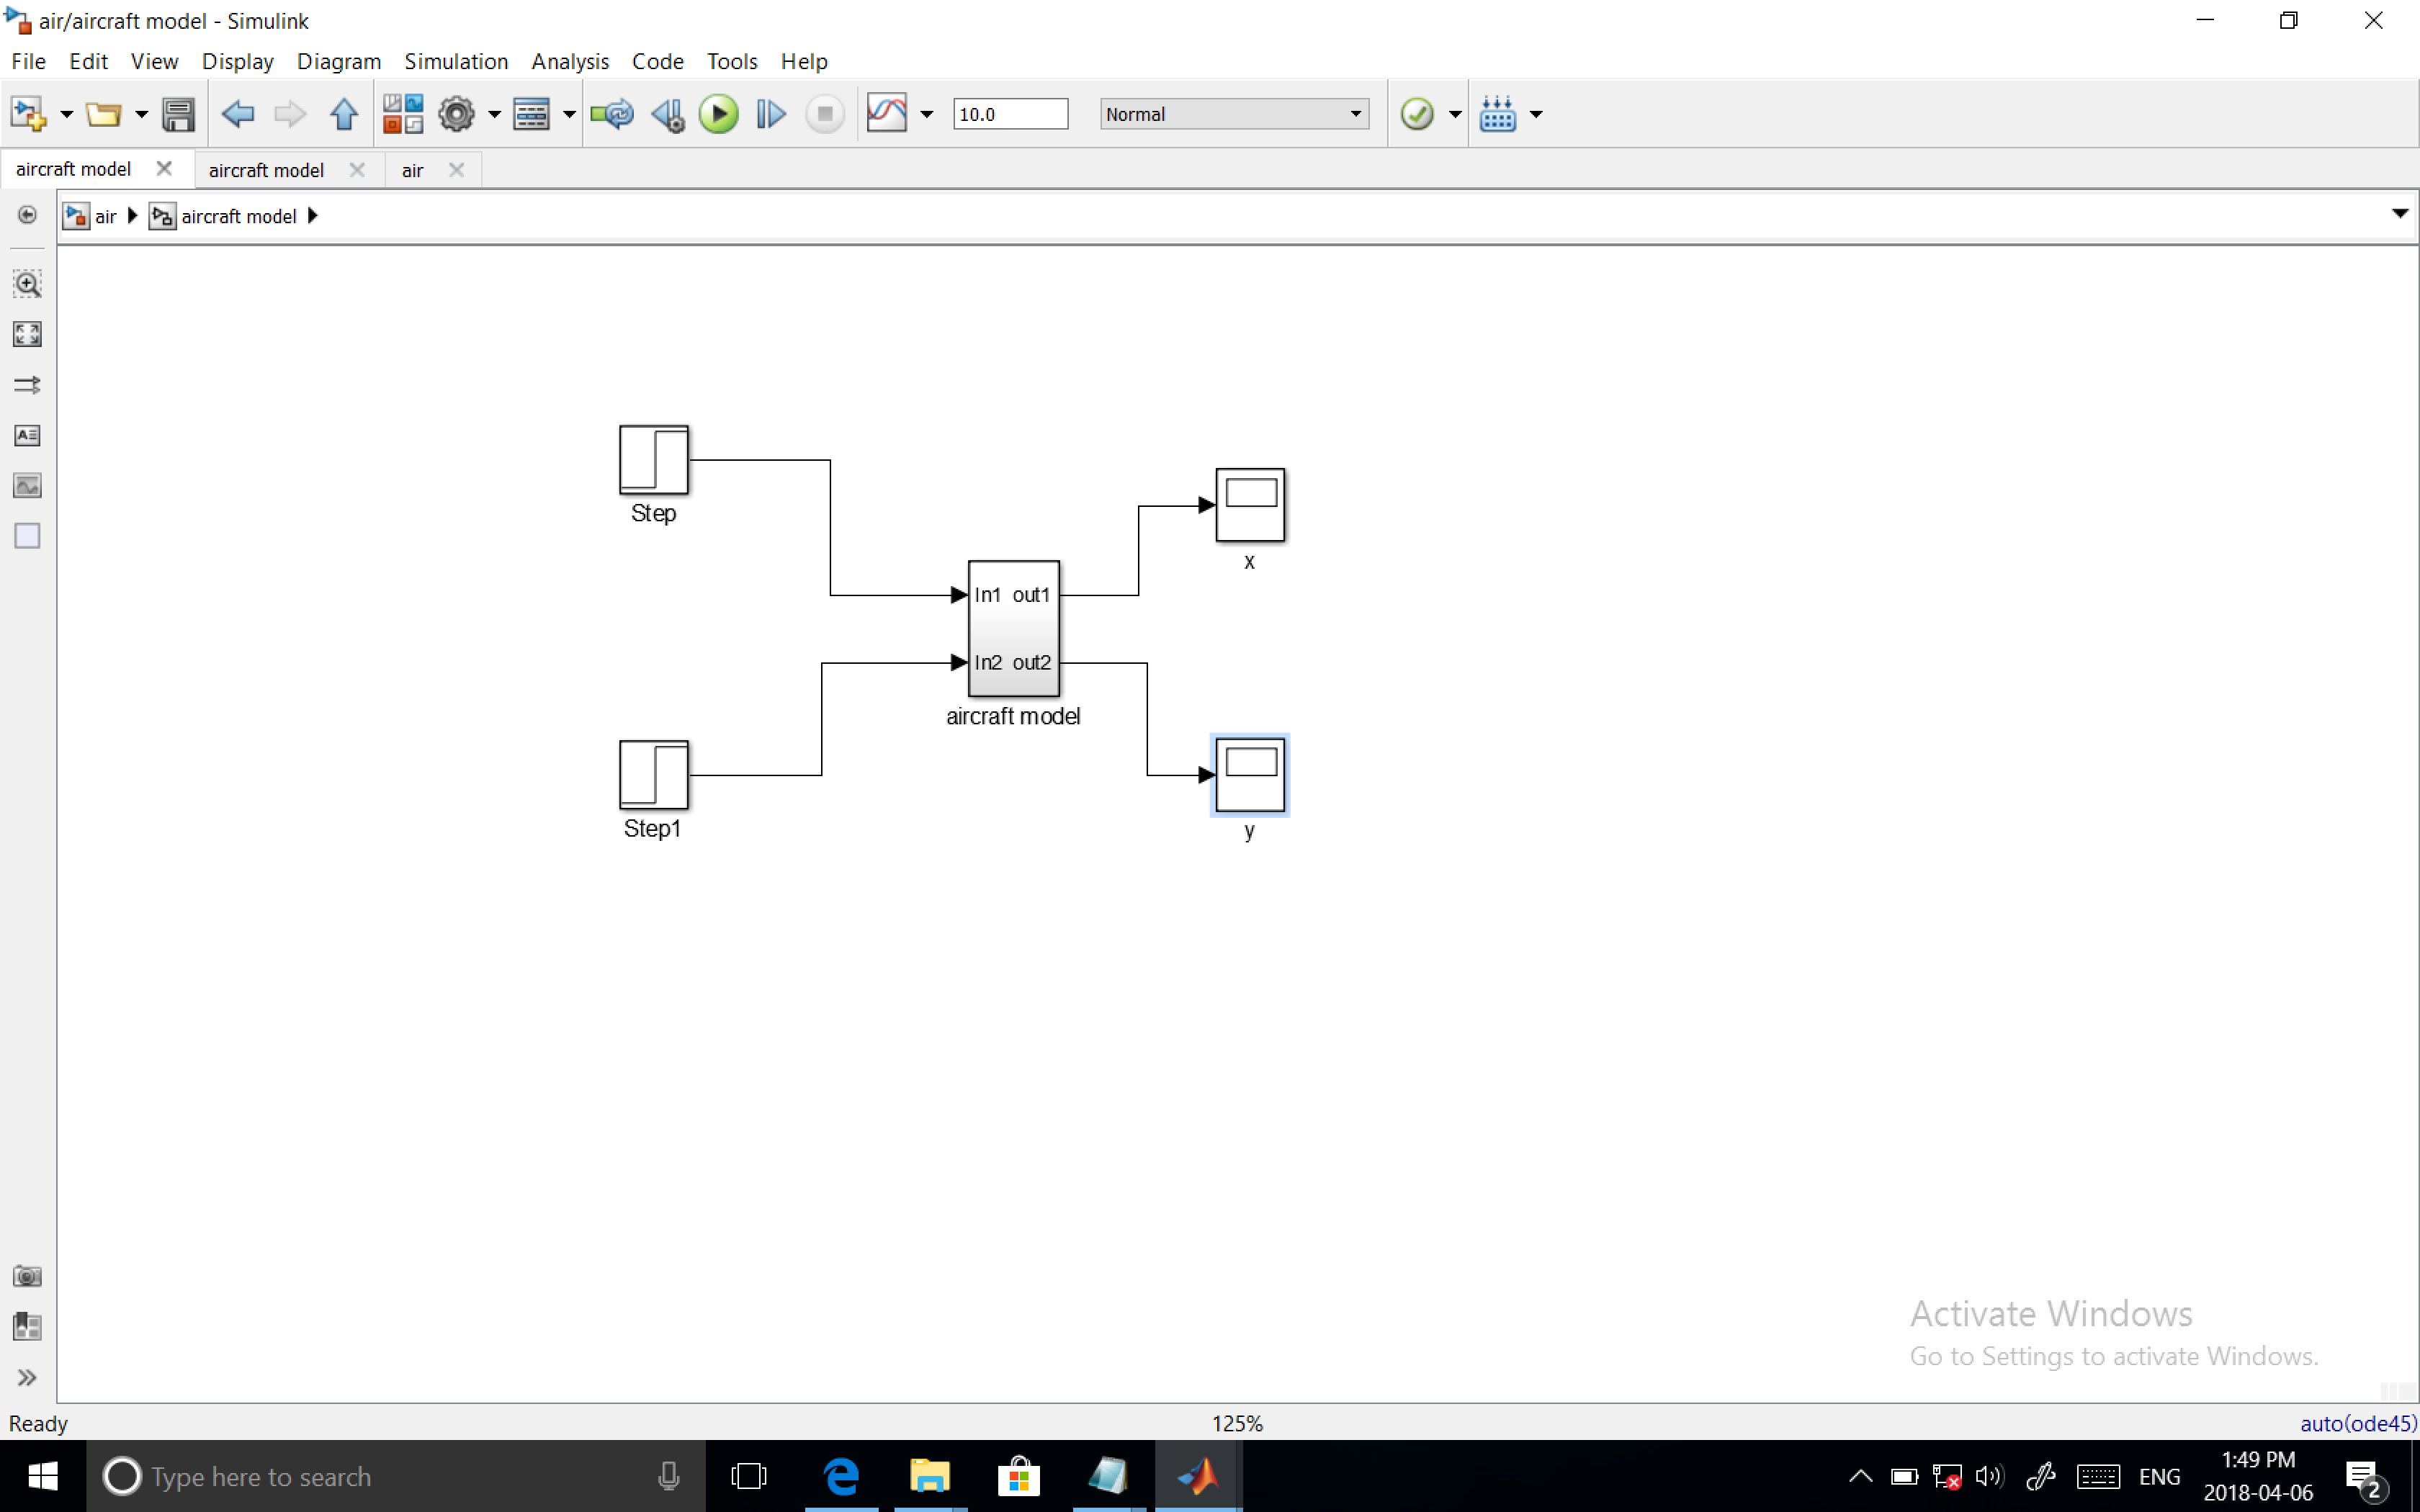 air/aircraft model - Simulink
File Edit View Display Diagram Simulation Analysis Code Tools Help
10.0 Normal
aircraft model aircraft model air
air aircraft model
Step
x
In1 out1
In2 out2
aircraft model
Step1
y
Activate Windows
Go to Settings to activate Windows.
Ready 125% auto(ode45)
Type here to search
ENG
1:49 PM
2018-04-06
2